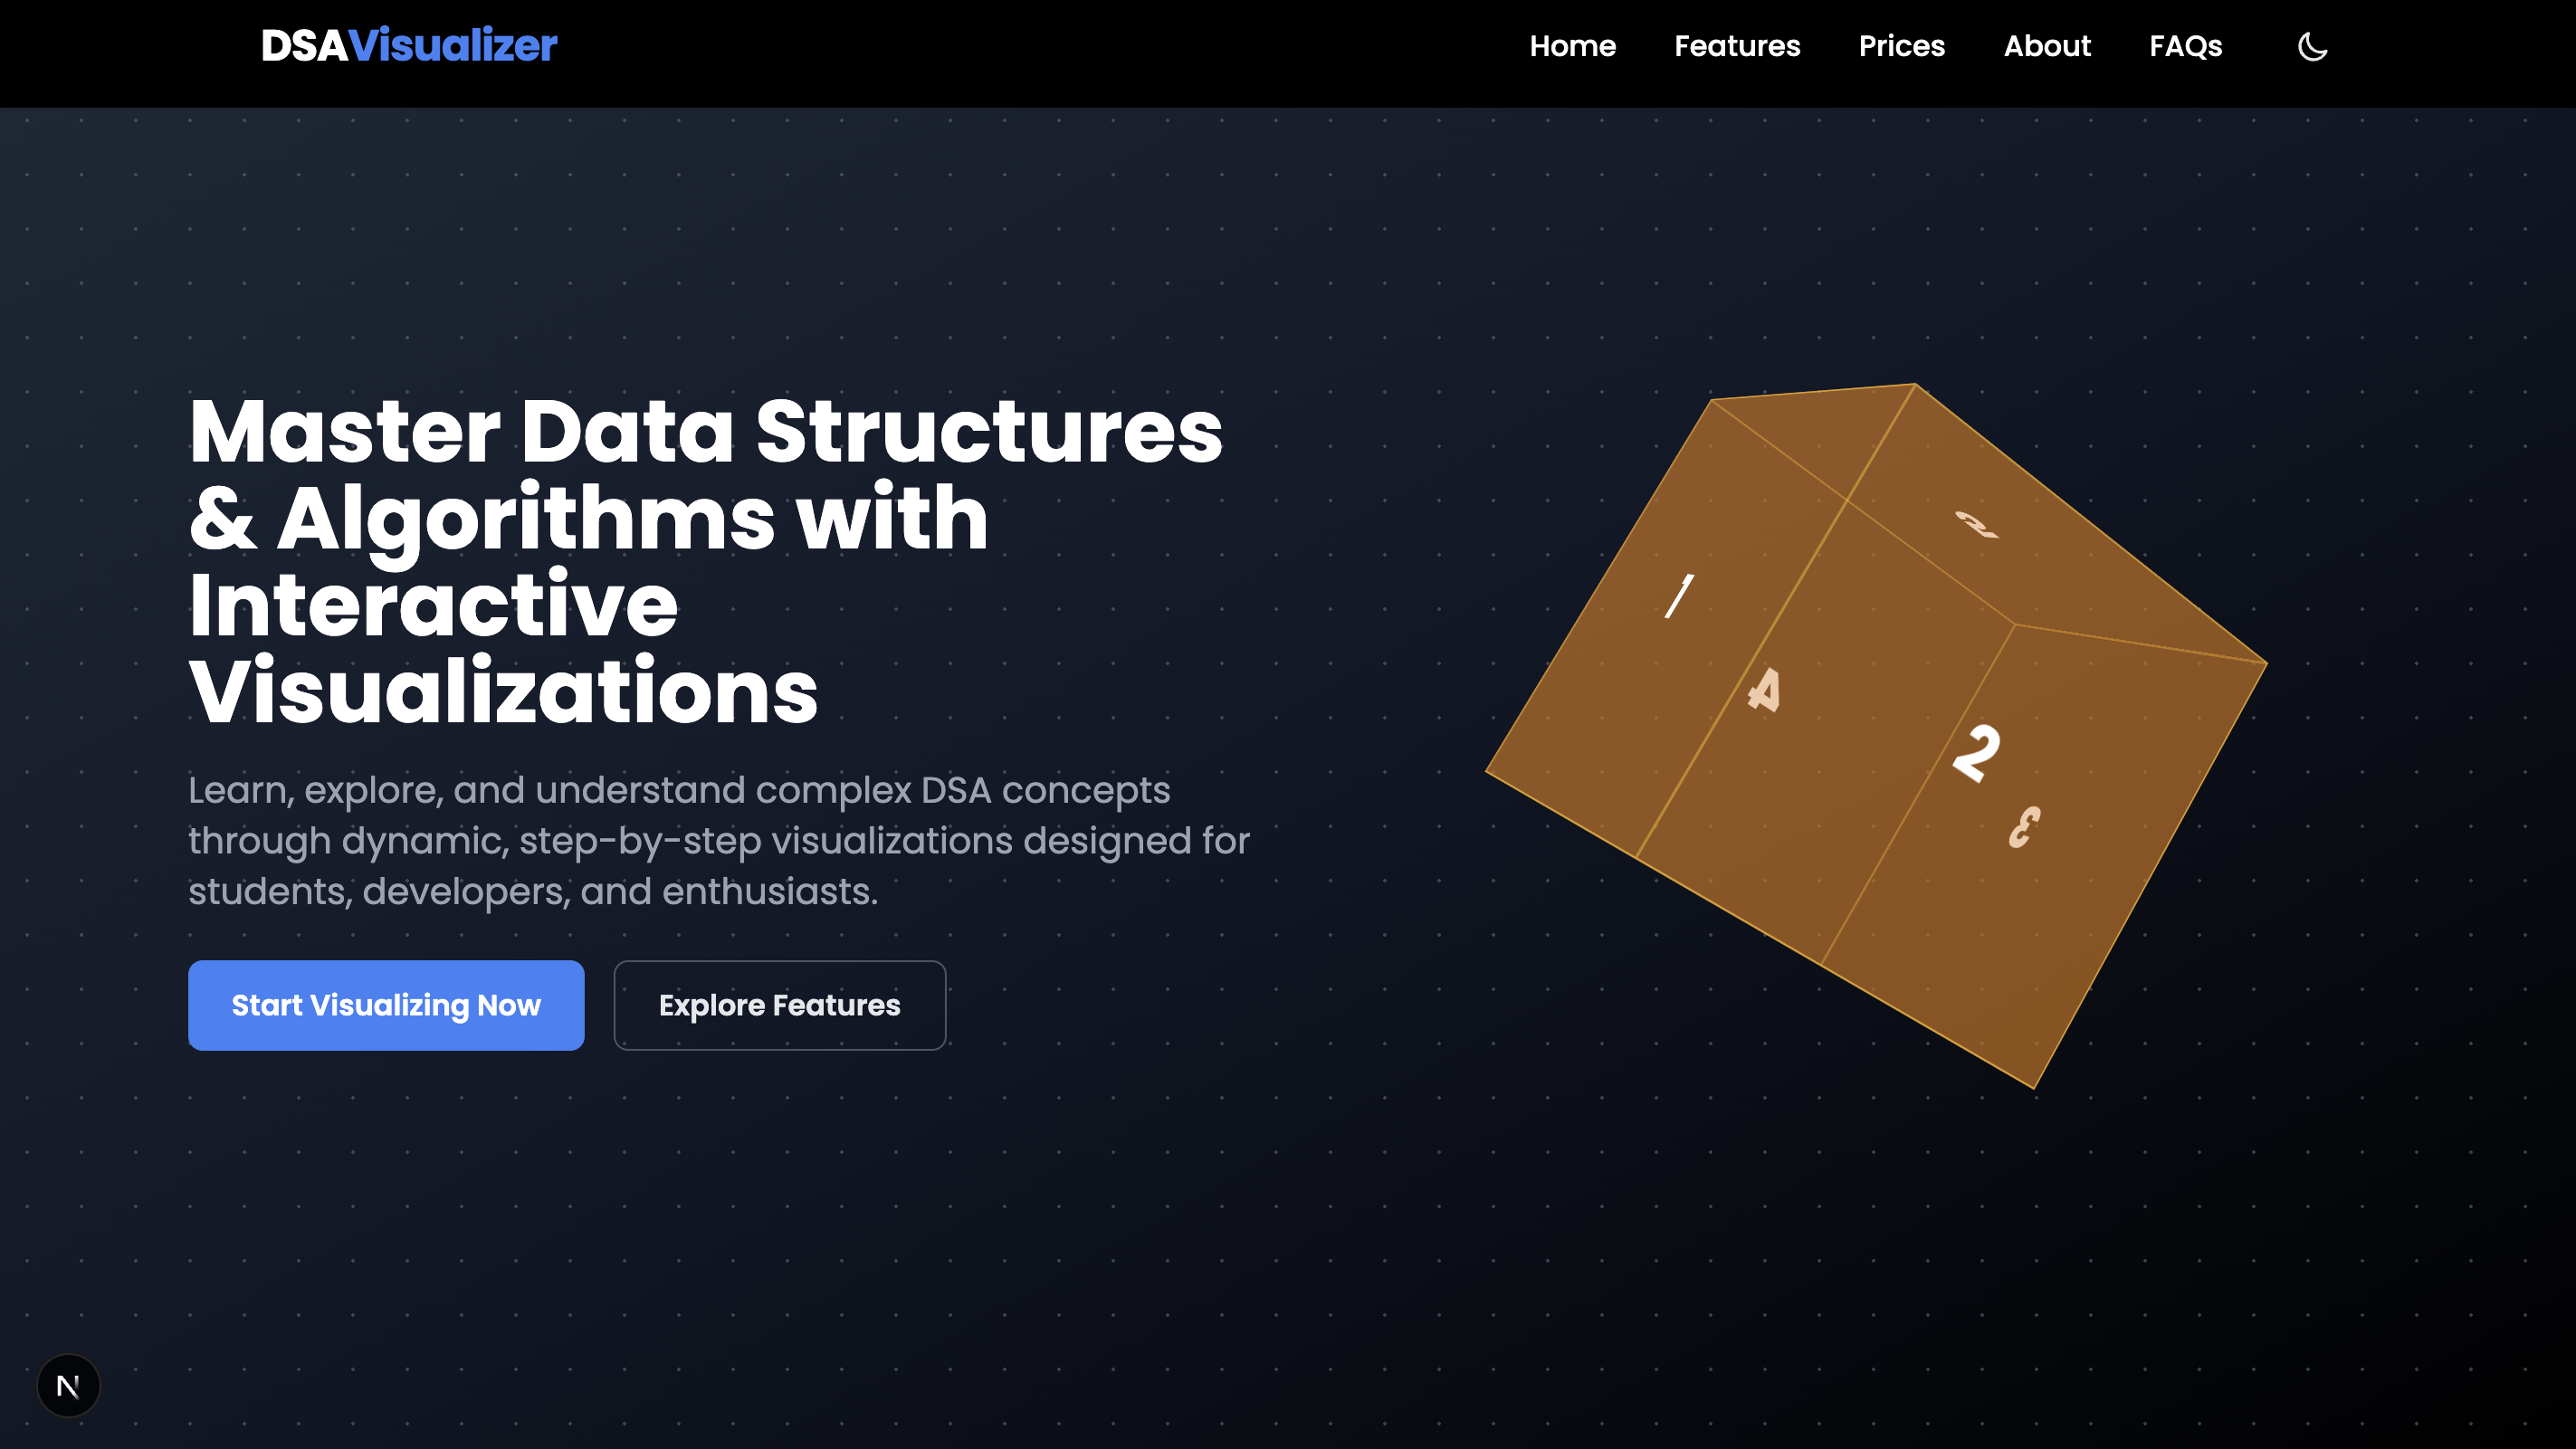 DSAVisualizer
Home Features Prices About FAQs
Master Data Structures
& Algorithms with
Interactive
Visualizations
Learn, explore, and understand complex DSA concepts
through dynamic, step-by-step visualizations designed for
students, developers, and enthusiasts.
Start Visualizing Now
Explore Features
2
1
4
2
3
N